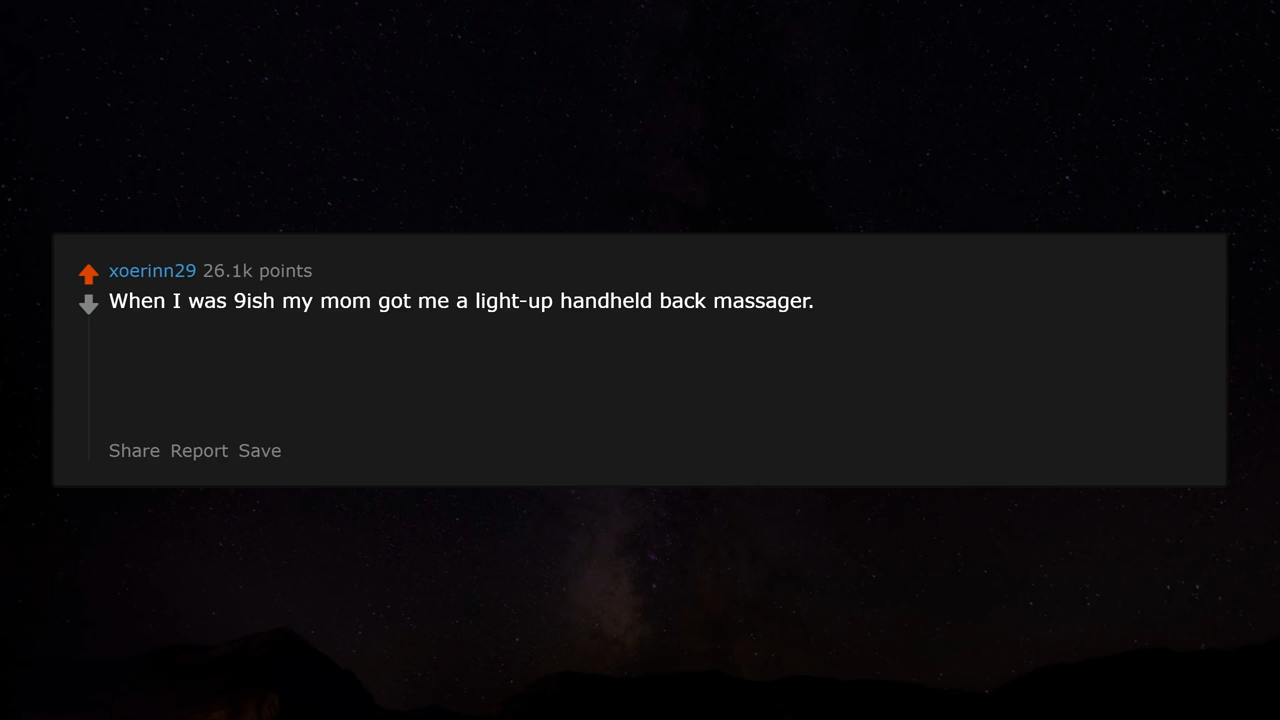 xoerinn29 26.1k points
When I was 9ish my mom got me a light-up handheld back massager.
Share Report Save